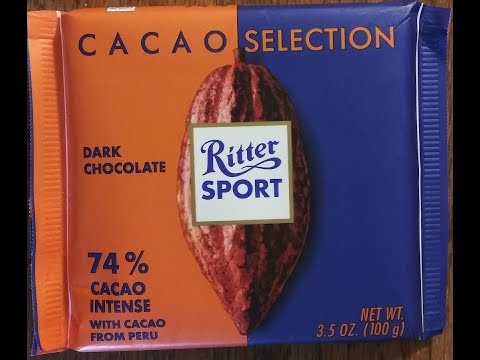 CACAO SELECTION
DARK
CHOCOLATE
Ritter
SPORT
74 %
CACAO
INTENSE
WITH CACAO
FROM PERU
NET WT.
3.5 OZ. (100 g)